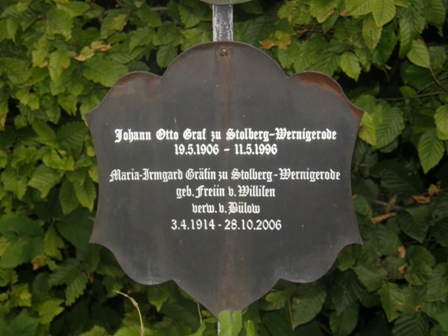 Johann Otto Graf zu Stolberg-Wernigerode
19.5.1906 - 11.5.1996
Maria-Irmgard Gräfin zu Stolberg-Wernigerode
geb. Freiin v. Willisen
verw. v. Bülow
3.4.1914 - 28.10.2006